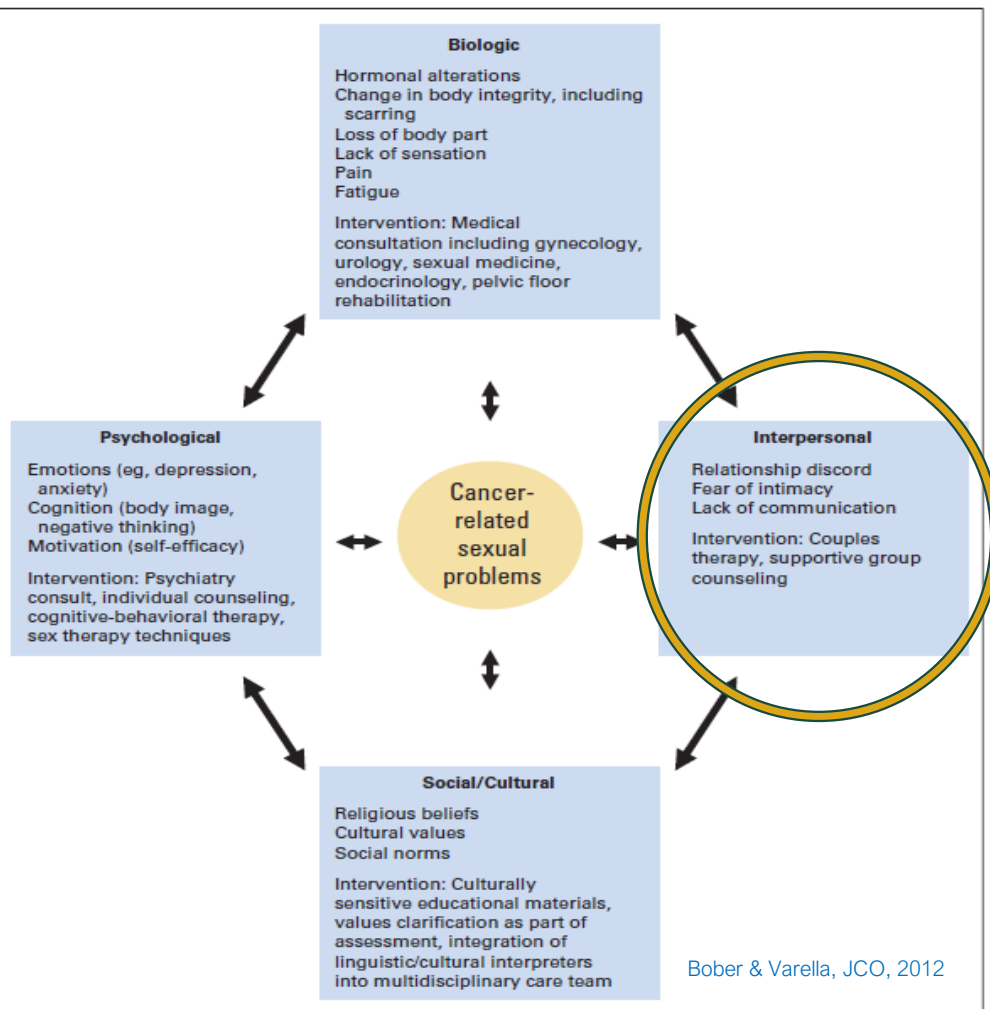 Biologic
Hormonal alterations
Change in body integrity, including
scarring
Loss of body part
Lack of sensation
Pain
Fatigue
Intervention: Medical
consultation including gynecology,
urology, sexual medicine,
endocrinology, pelvic floor
rehabilitation
Psychological
Emotions (eg, depression,
anxiety)
Cognition (body image,
negative thinking)
Motivation (self-efficacy)
Intervention: Psychiatry
consult, individual counseling,
cognitive-behavioral therapy,
sex therapy techniques
Cancer-
related
sexual
problems
Interpersonal
Relationship discord
Fear of intimacy
Lack of communication
Intervention: Couples
therapy, supportive group
counseling
Social/Cultural
Religious beliefs
Cultural values
Social norms
Intervention: Culturally
sensitive educational materials,
values clarification as part of
assessment, integration of
linguistic/cultural interpreters
into multidisciplinary care team
Bober & Varella, JCO, 2012